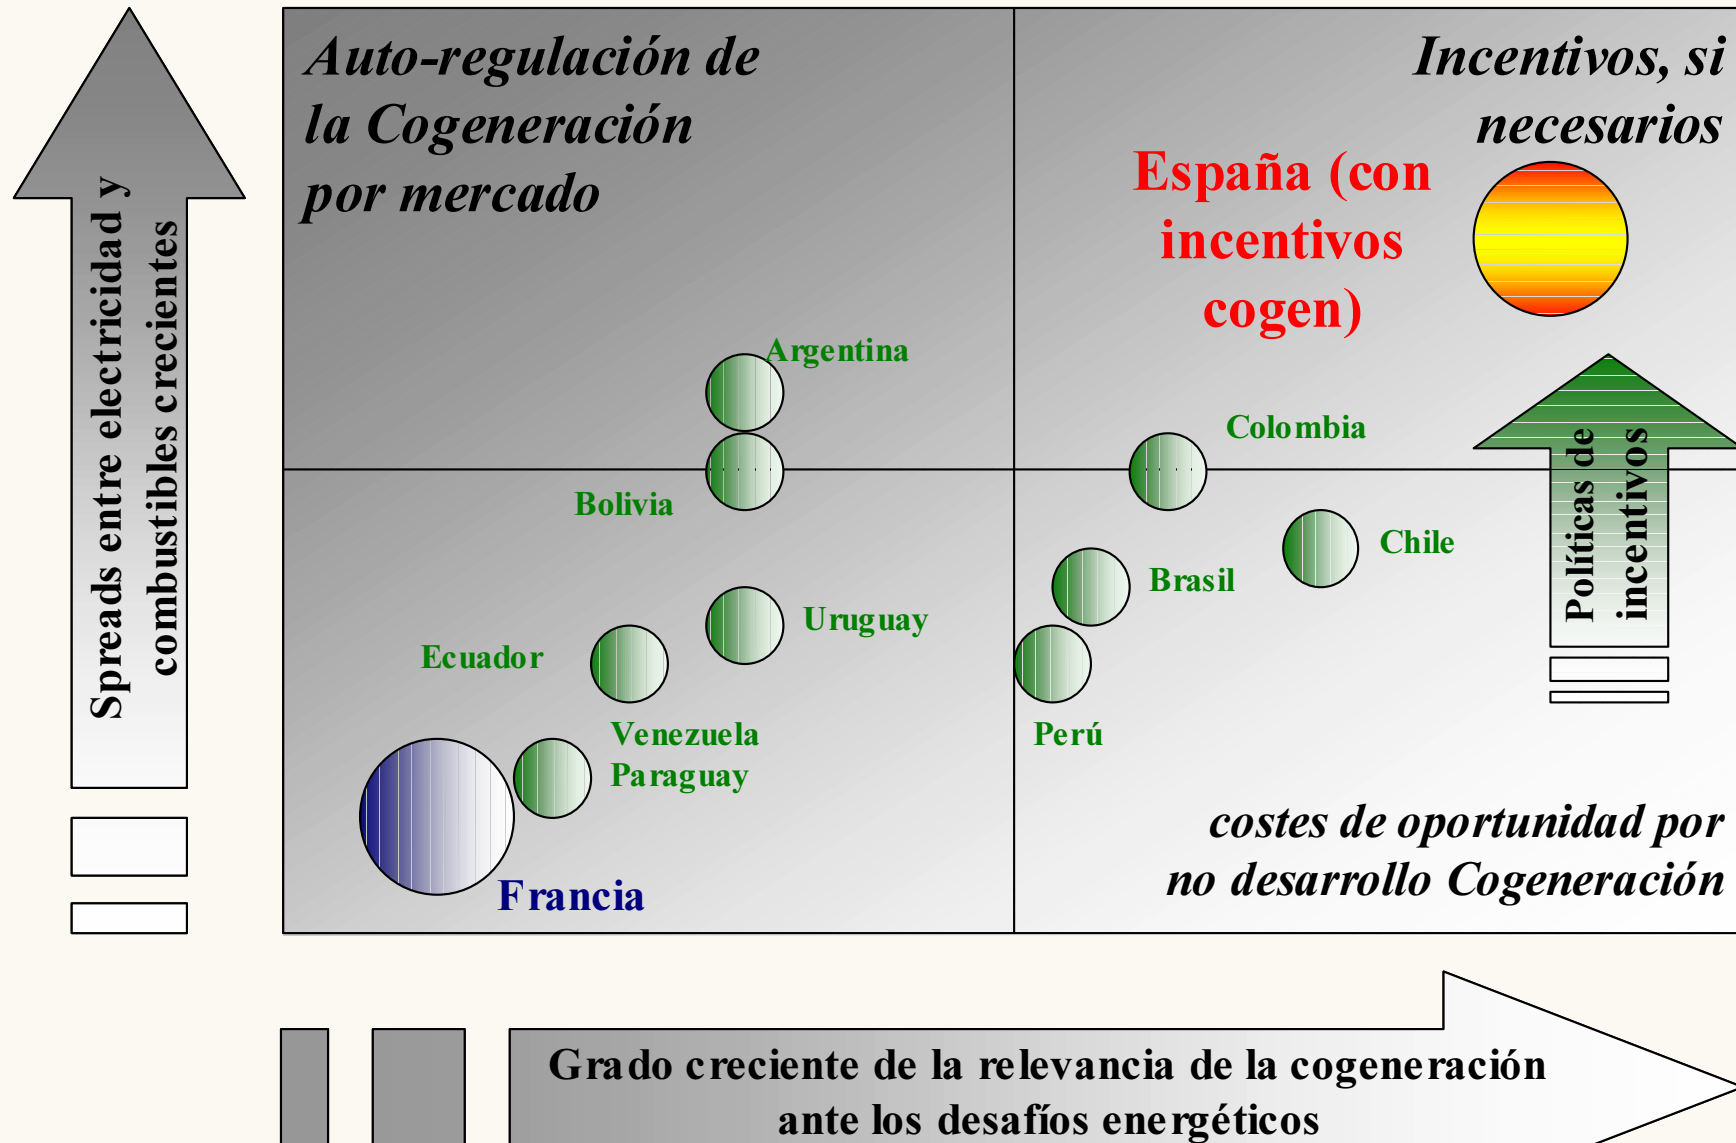 Auto-regulación de
la Cogeneración
por mercado
Incentivos, si
necesarios
España (con
incentivos
cogen)
Spreads entre electricidad y
combustibles crecientes
Argentina
Colombia
Bolivia
Chile
Brasil
Políticas de
incentivos
Uruguay
Ecuador
Venezuela
Paraguay
Perú
Francia
costes de oportunidad por
no desarrollo Cogeneración
Grado creciente de la relevancia de la cogeneración
ante los desafíos energéticos